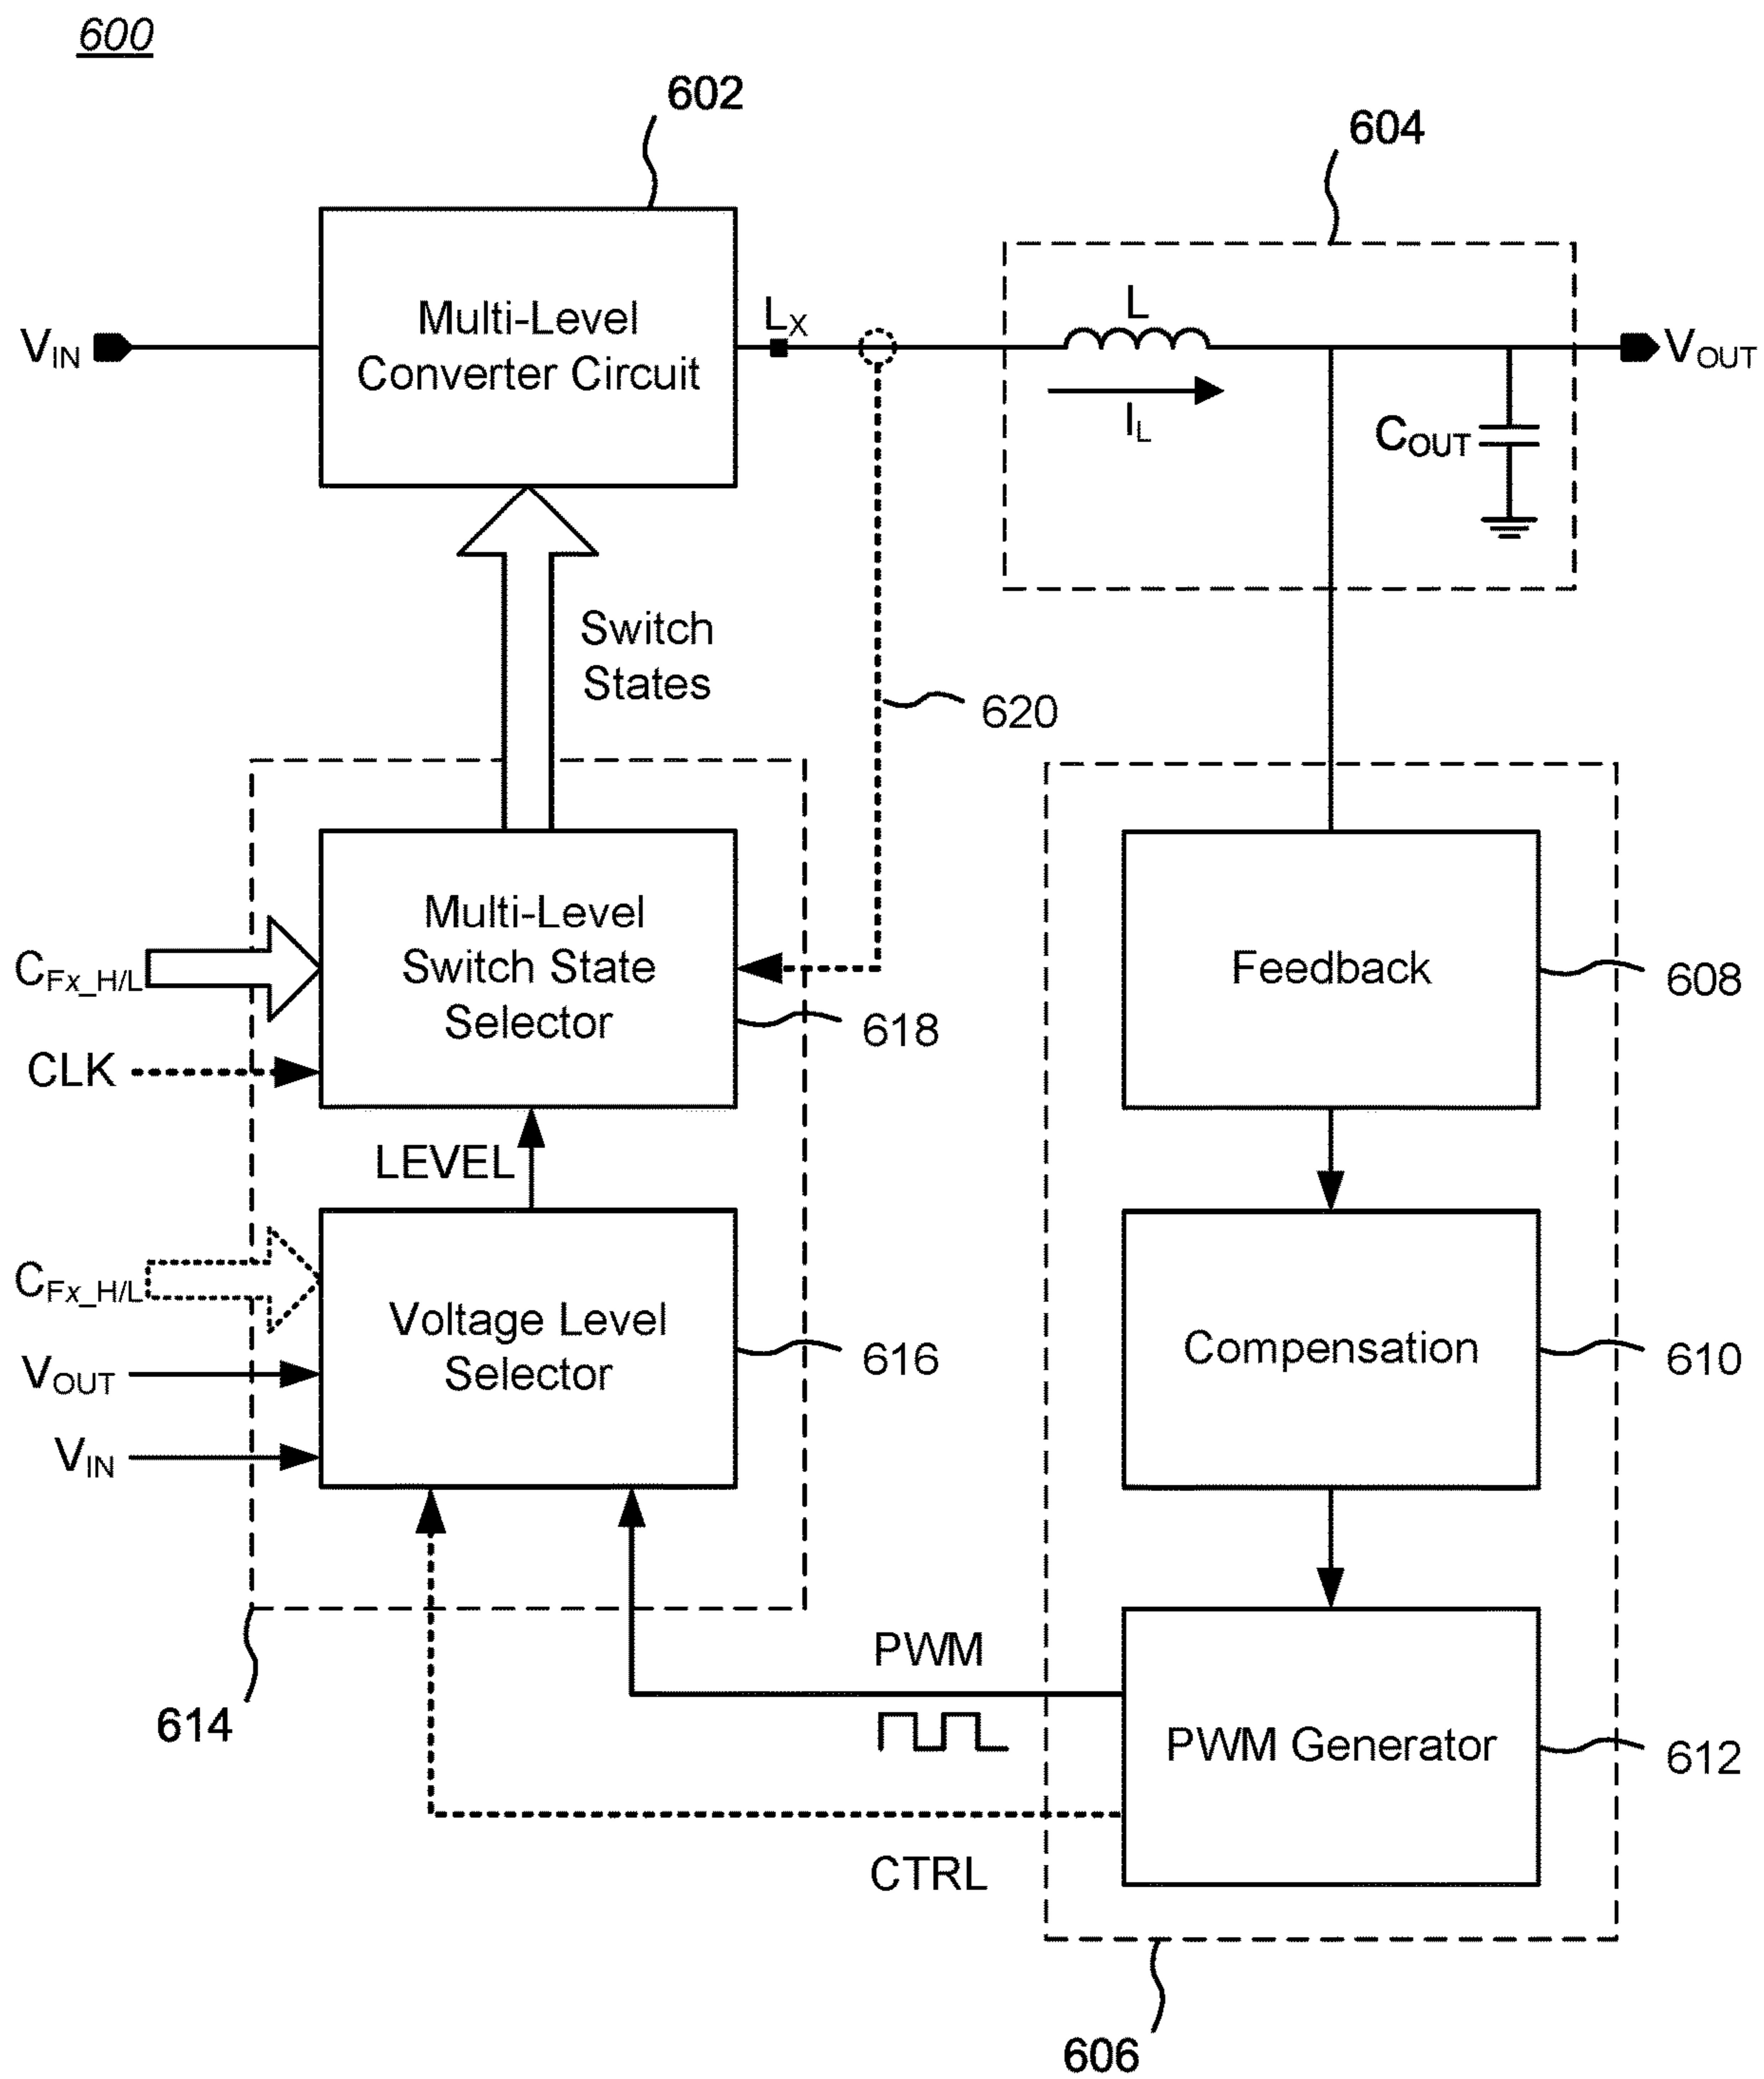 600
602
604
Multi-Level
Converter Circuit
VIN
LX
L
IL
COUT
VOUT
Switch
States
620
Multi-Level
Switch State
Selector
CFx_H/L
CLK
618
Feedback
608
LEVEL
CFx_H/L
VOUT
VIN
Voltage Level
Selector
616
Compensation
610
614
PWM
CTRL
PWM Generator
612
606